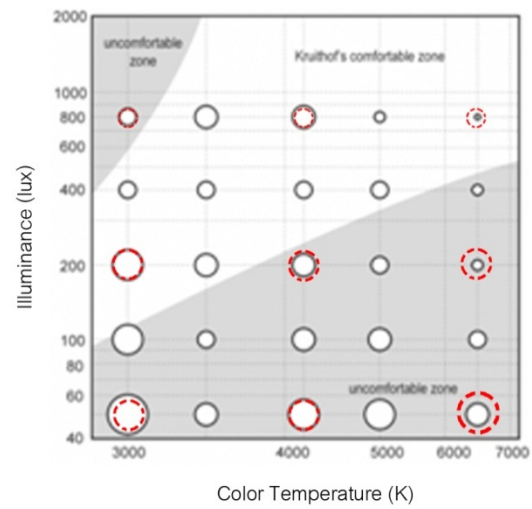 2000
uncomfortable
zone
Kruithof's comfortable zone
1000
800
600
400
200
100
80
60
40
uncomfortable zone
3000 4000 5000 6000 7000
Illuminance (lux)
Color Temperature (K)